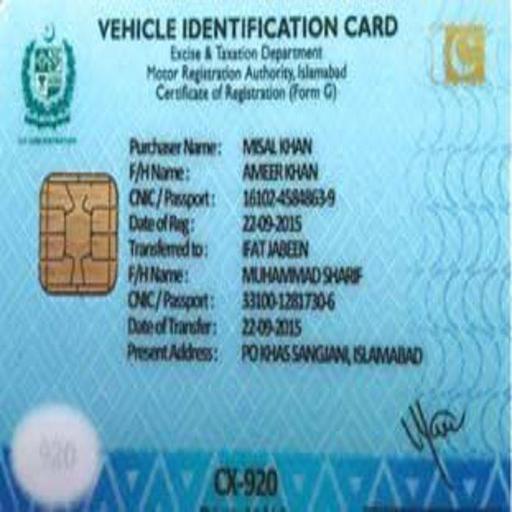 VEHICLE IDENTIFICATION CARD
Excise & Taxation Department
Motor Registration Authority, Islamabad
Certificate of Registration (Form G)
Purchaser Name : MISAL KHAN
F/H Name : AMEER KHAN
CNIC / Passport : 16102-4584863-9
Date of Reg : 22-09-2015
Transferred to : IFAT JABEEN
F/H Name : MUHAMMAD SHARIF
CNIC / Passport : 33100-1281730-6
Date of Transfer : 22-09-2015
Present Address : PO KHAS SANGJANI, ISLAMABAD
920
CX-920